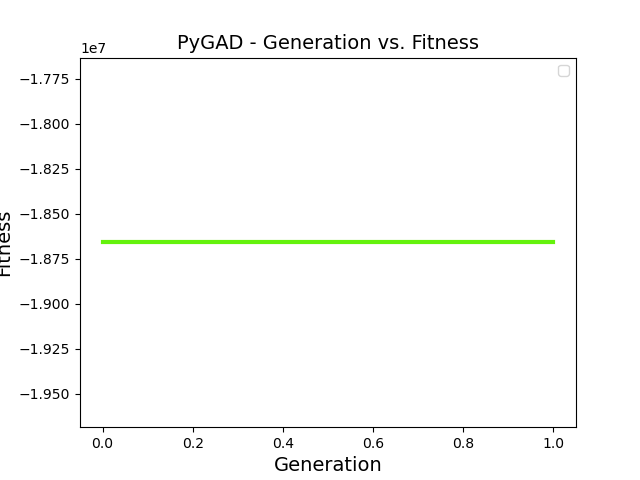 PyGAD - Generation vs. Fitness
1e7
−1.775
−1.800
−1.825
−1.850
−1.875
−1.900
−1.925
−1.950
Fitness
0.0 0.2 0.4 0.6 0.8 1.0
Generation